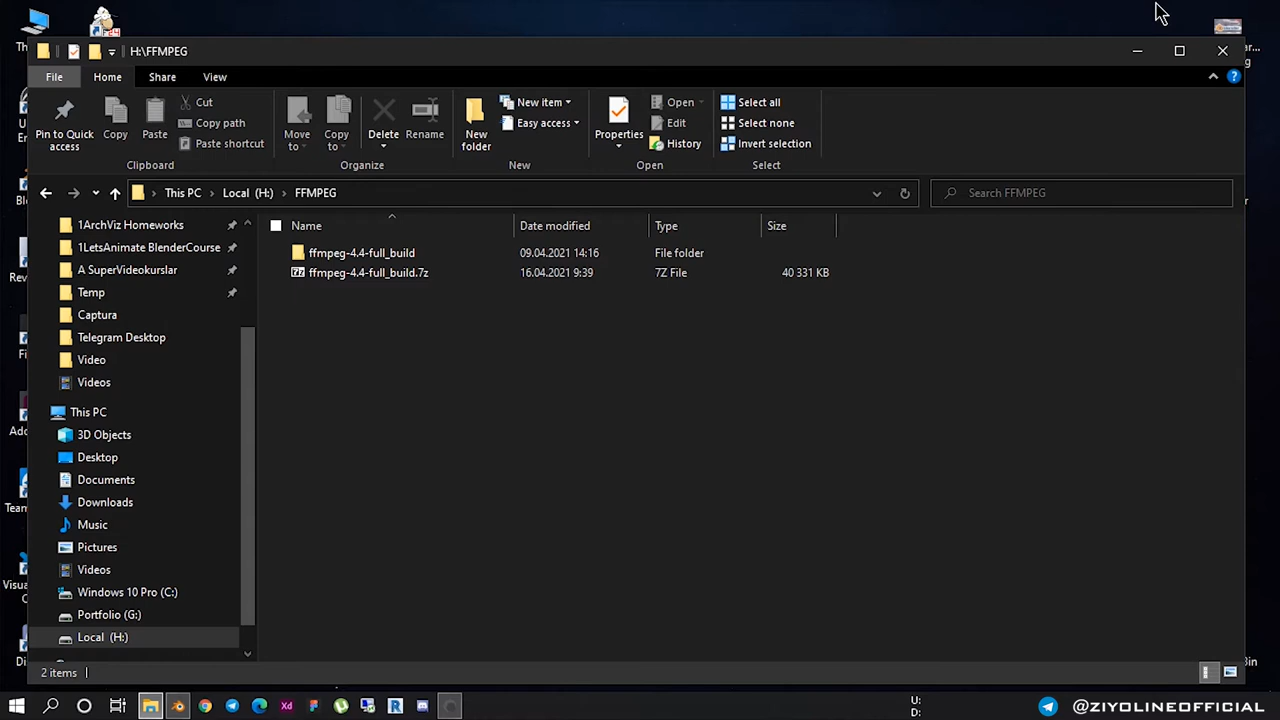 H:\FFMPEG
File
Home
Share
View
Pin to Quick access
Copy
Paste
Cut
Copy path
Paste shortcut
Clipboard
Move to
Copy to
Delete
Rename
Organize
New folder
New item
Easy access
New
Properties
Open
Edit
History
Open
Select all
Select none
Invert selection
Select
This PC
Local (H:)
FFMPEG
Search FFMPEG
Name
Date modified
Type
Size
ffmpeg-4.4-full_build
09.04.2021 14:16
File folder
ffmpeg-4.4-full_build.7z
16.04.2021 9:39
7Z File
40 331 KB
1ArchViz Homeworks
1LetsAnimate BlenderCourse
A SuperVideokurslar
Temp
Captura
Telegram Desktop
Video
Videos
This PC
3D Objects
Desktop
Documents
Downloads
Music
Pictures
Videos
Windows 10 Pro (C:)
Portfolio (G:)
Local (H:)
2 items
U:
D:
@ZIYOLINEOFFICIAL